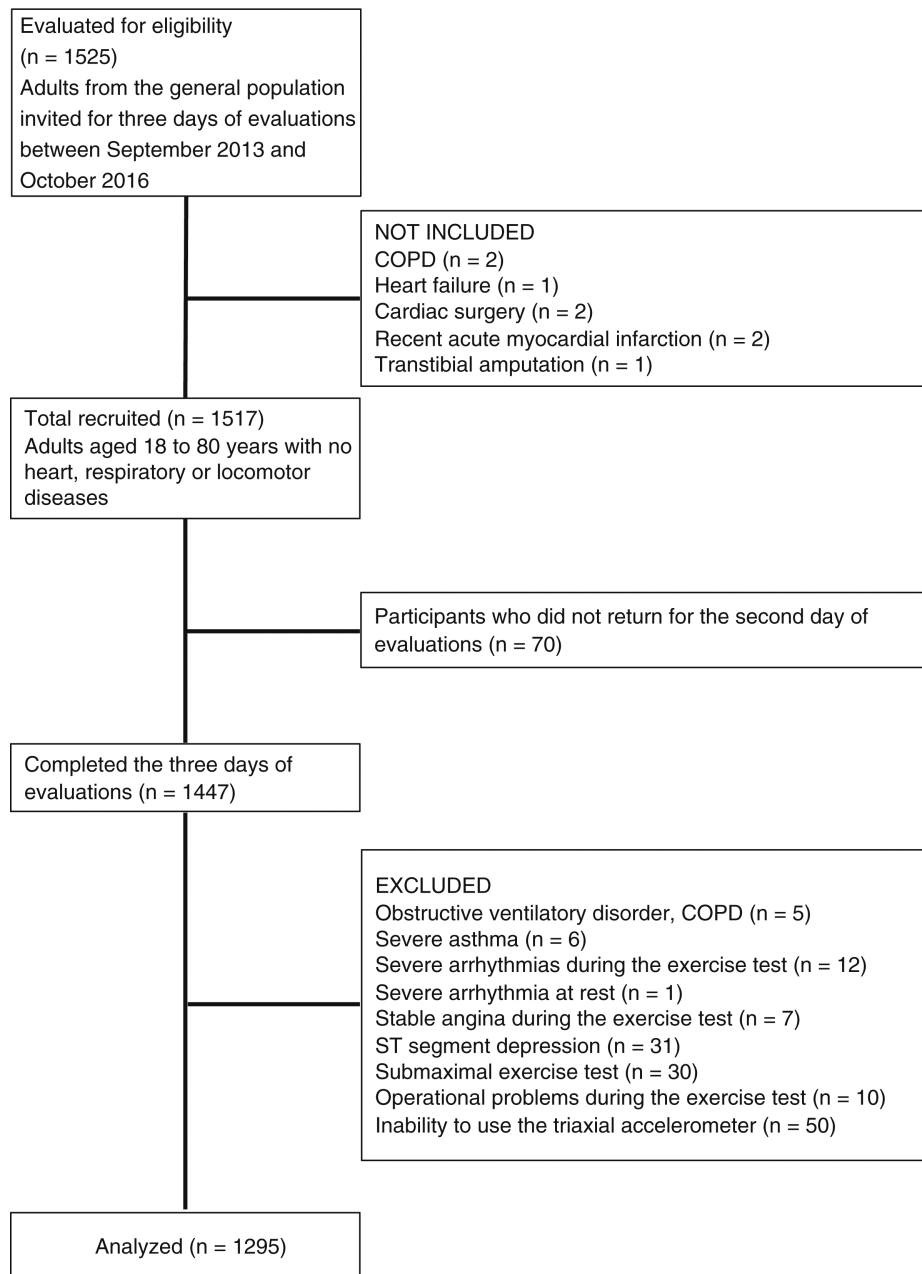 Evaluated for eligibility
(n = 1525)
Adults from the general population
invited for three days of evaluations
between September 2013 and
October 2016
NOT INCLUDED
COPD (n = 2)
Heart failure (n = 1)
Cardiac surgery (n = 2)
Recent acute myocardial infarction (n = 2)
Transtibial amputation (n = 1)
Total recruited (n = 1517)
Adults aged 18 to 80 years with no
heart, respiratory or locomotor
diseases
Participants who did not return for the second day of
evaluations (n = 70)
Completed the three days of
evaluations (n = 1447)
EXCLUDED
Obstructive ventilatory disorder, COPD (n = 5)
Severe asthma (n = 6)
Severe arrhythmias during the exercise test (n = 12)
Severe arrhythmia at rest (n = 1)
Stable angina during the exercise test (n = 7)
ST segment depression (n = 31)
Submaximal exercise test (n = 30)
Operational problems during the exercise test (n = 10)
Inability to use the triaxial accelerometer (n = 50)
Analyzed (n = 1295)